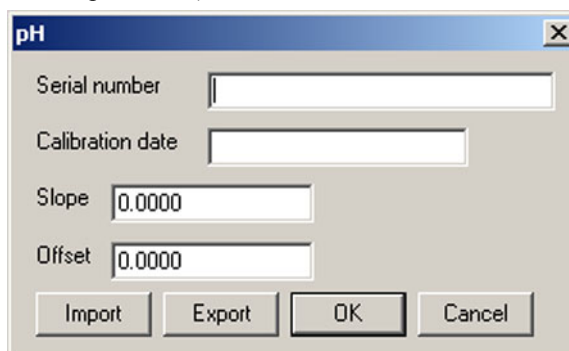 pH
Serial number
Calibration date
Slope 0.0000
Offset 0.0000
Import Export OK Cancel